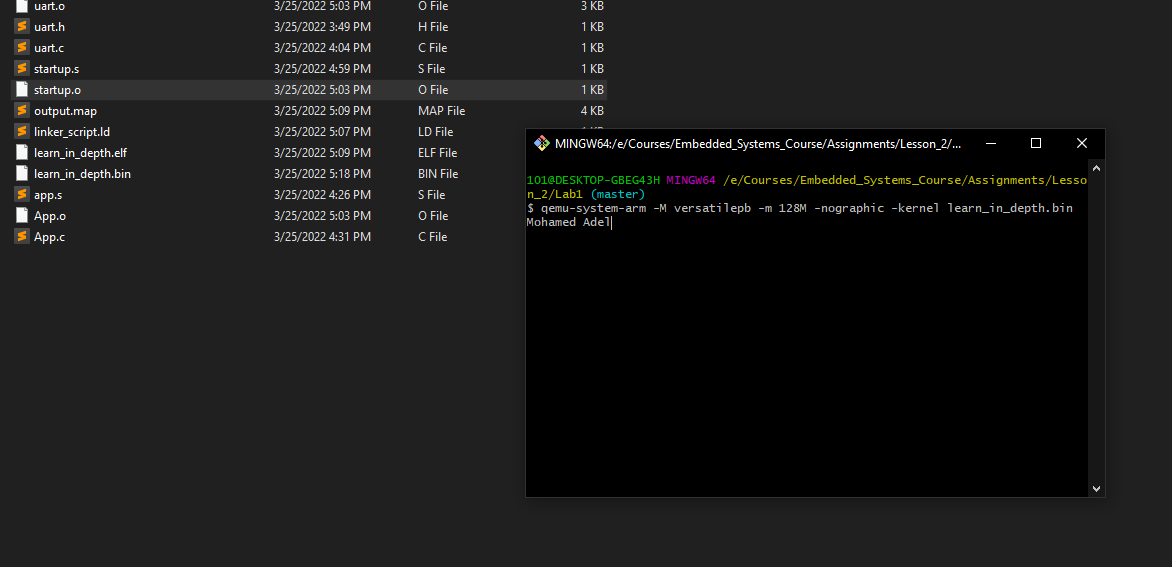 uart.o 3/25/2022 5:03 PM O File 3 KB
uart.h 3/25/2022 3:49 PM H File 1 KB
uart.c 3/25/2022 4:04 PM C File 1 KB
startup.s 3/25/2022 4:59 PM S File 1 KB
startup.o 3/25/2022 5:03 PM O File 1 KB
output.map 3/25/2022 5:09 PM MAP File 4 KB
linker_script.ld 3/25/2022 5:07 PM LD File
learn_in_depth.elf 3/25/2022 5:09 PM ELF File
learn_in_depth.bin 3/25/2022 5:18 PM BIN File
app.s 3/25/2022 4:26 PM S File
App.o 3/25/2022 5:03 PM O File
App.c 3/25/2022 4:31 PM C File
MINGW64:/e/Courses/Embedded_Systems_Course/Assignments/Lesson_2/...
101@DESKTOP-GBEG43H MINGW64 /e/Courses/Embedded_Systems_Course/Assignments/Lesso
n_2/Lab1 (master)
$ qemu-system-arm -M versatilepb -m 128M -nographic -kernel learn_in_depth.bin
Mohamed Adel